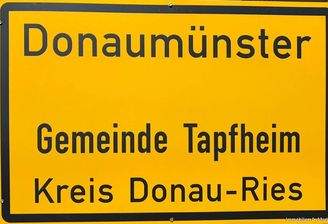 Donaumünster
Gemeinde Tapfheim
Kreis Donau-Ries